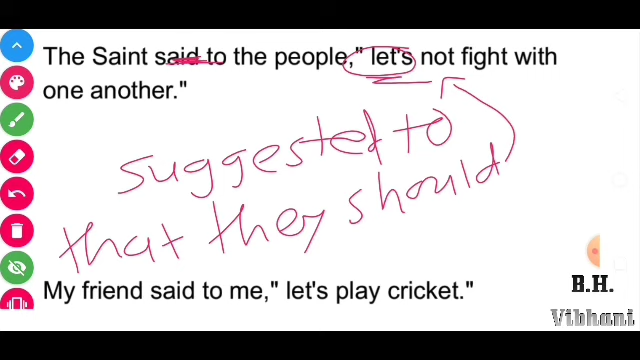 The Saint said to the people," let's not fight with
one another."
suggested to
that they should
My friend said to me," let's play cricket."
B.H.
Vibhani